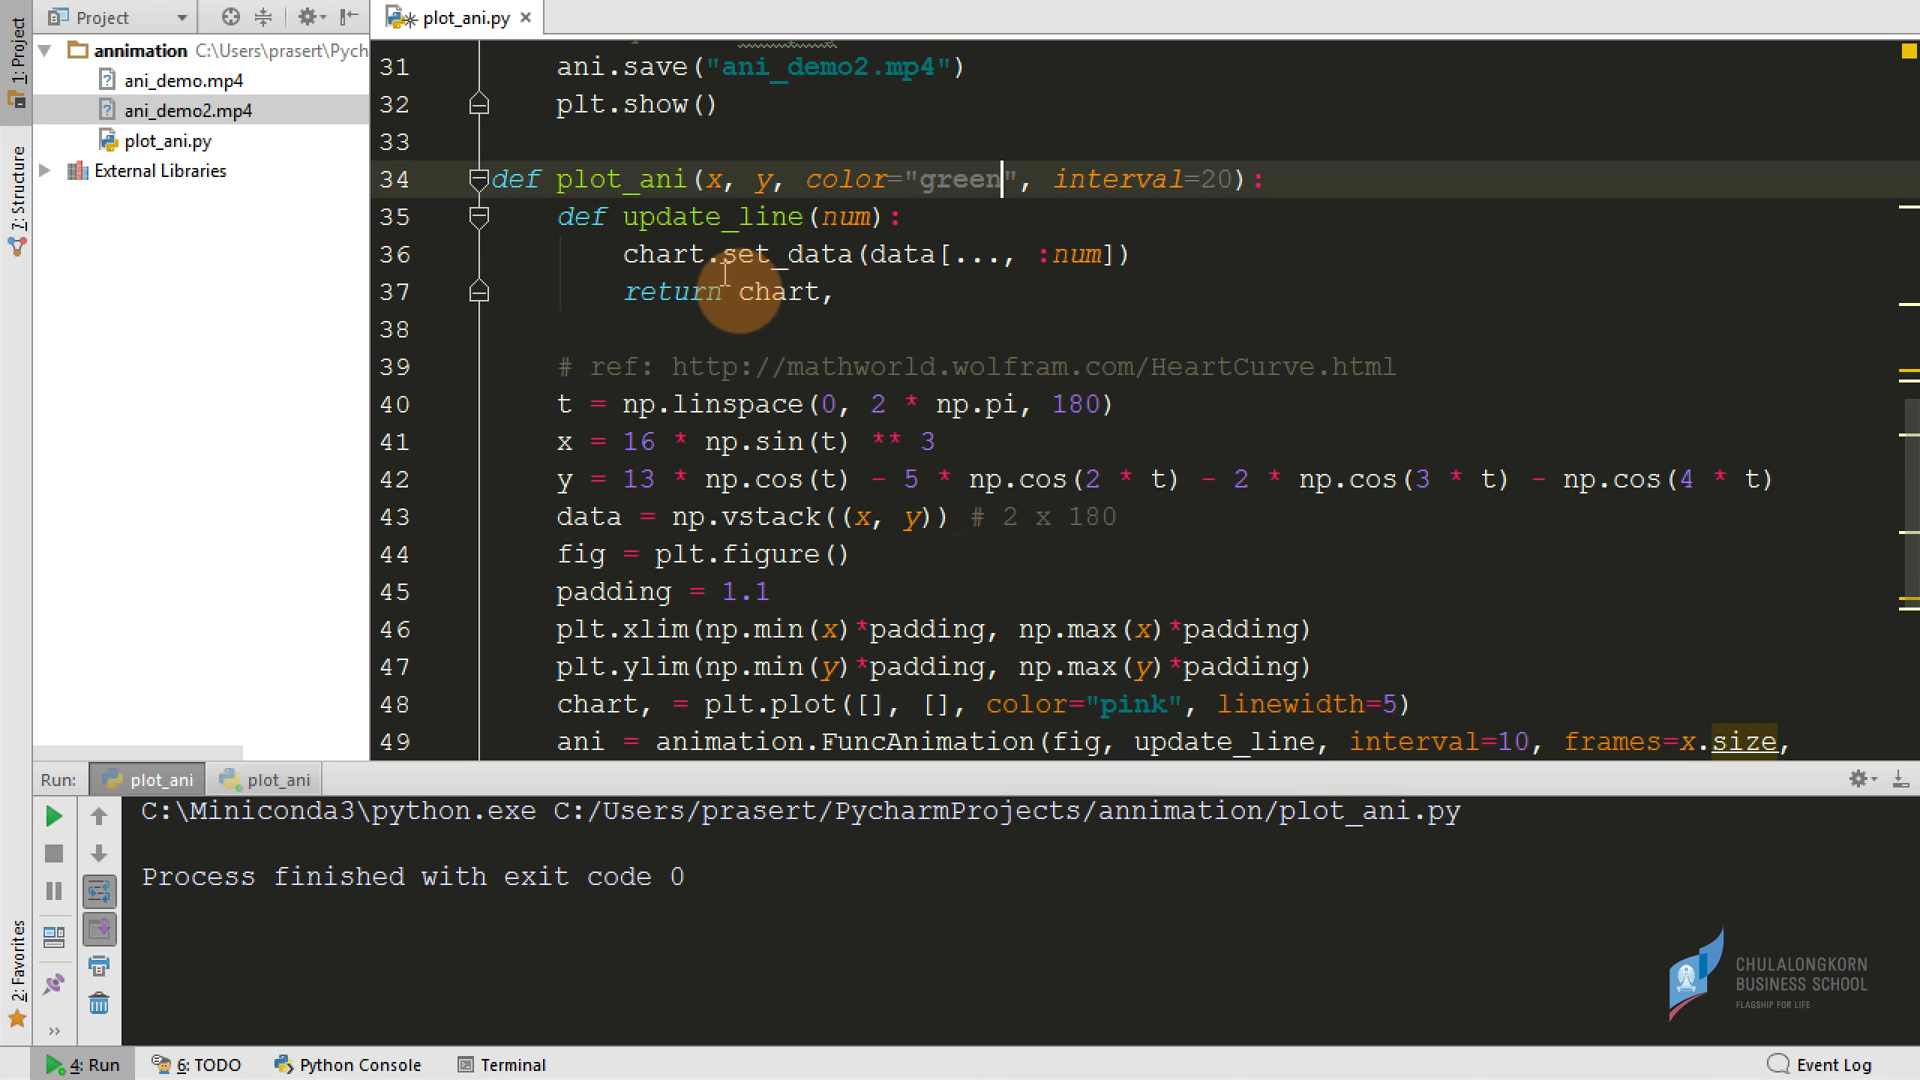 Project
plot_ani.py
1: Project
annimation C:\Users\prasert\Pych
ani_demo.mp4
ani_demo2.mp4
plot_ani.py
External Libraries
7: Structure
2: Favorites
31 ani.save("ani_demo2.mp4")
32 plt.show()
33
34 def plot_ani(x, y, color="green", interval=20):
35 def update_line(num):
36 chart.set_data(data[..., :num])
37 return chart,
38
39 # ref: http://mathworld.wolfram.com/HeartCurve.html
40 t = np.linspace(0, 2 * np.pi, 180)
41 x = 16 * np.sin(t) ** 3
42 y = 13 * np.cos(t) - 5 * np.cos(2 * t) - 2 * np.cos(3 * t) - np.cos(4 * t)
43 data = np.vstack((x, y)) # 2 x 180
44 fig = plt.figure()
45 padding = 1.1
46 plt.xlim(np.min(x)*padding, np.max(x)*padding)
47 plt.ylim(np.min(y)*padding, np.max(y)*padding)
48 chart, = plt.plot([], [], color="pink", linewidth=5)
49 ani = animation.FuncAnimation(fig, update_line, interval=10, frames=x.size,
Run: plot_ani plot_ani
C:\Miniconda3\python.exe C:/Users/prasert/PycharmProjects/annimation/plot_ani.py
Process finished with exit code 0
CHULALONGKORN
BUSINESS SCHOOL
FLAGSHIP FOR LIFE
4: Run 6: TODO Python Console Terminal Event Log